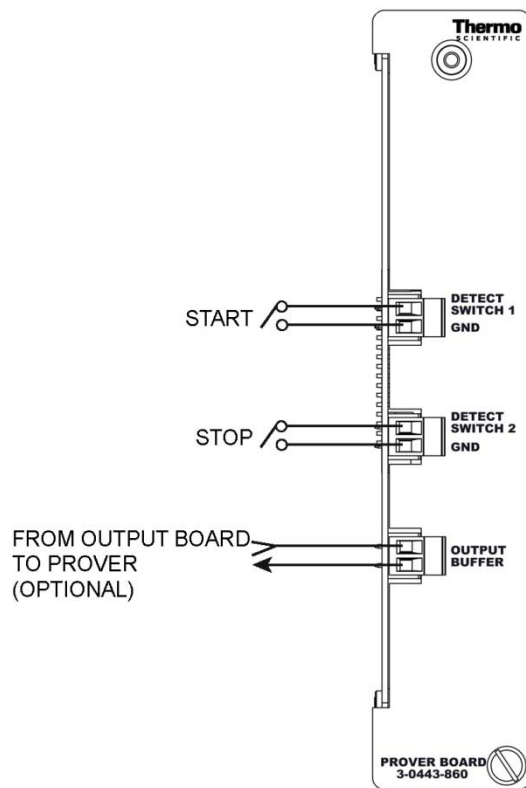 Thermo
SCIENTIFIC
START
DETECT
SWITCH 1
GND
STOP
DETECT
SWITCH 2
GND
FROM OUTPUT BOARD
TO PROVER
(OPTIONAL)
OUTPUT
BUFFER
PROVER BOARD
3-0443-860